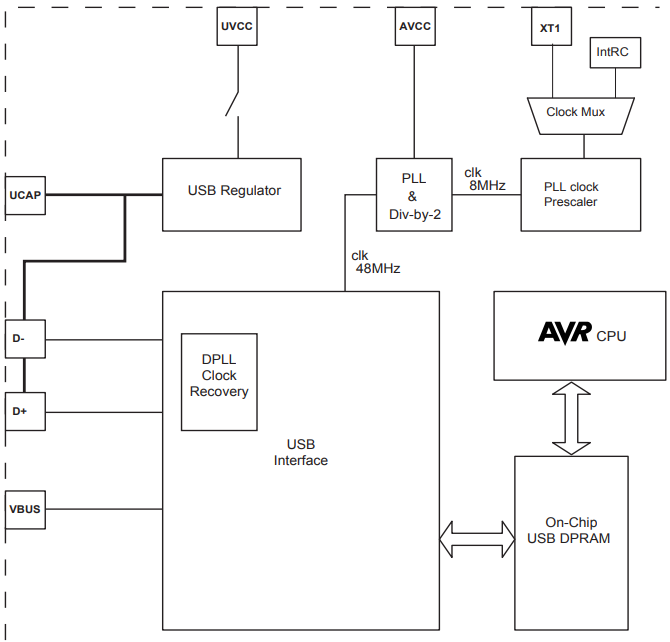 UVCC
AVCC
XT1
IntRC
Clock Mux
UCAP
USB Regulator
PLL
&
Div-by-2
clk
8MHz
PLL clock
Prescaler
clk
48MHz
D-
DPLL
Clock
Recovery
AVR CPU
D+
USB
Interface
VBUS
On-Chip
USB DPRAM